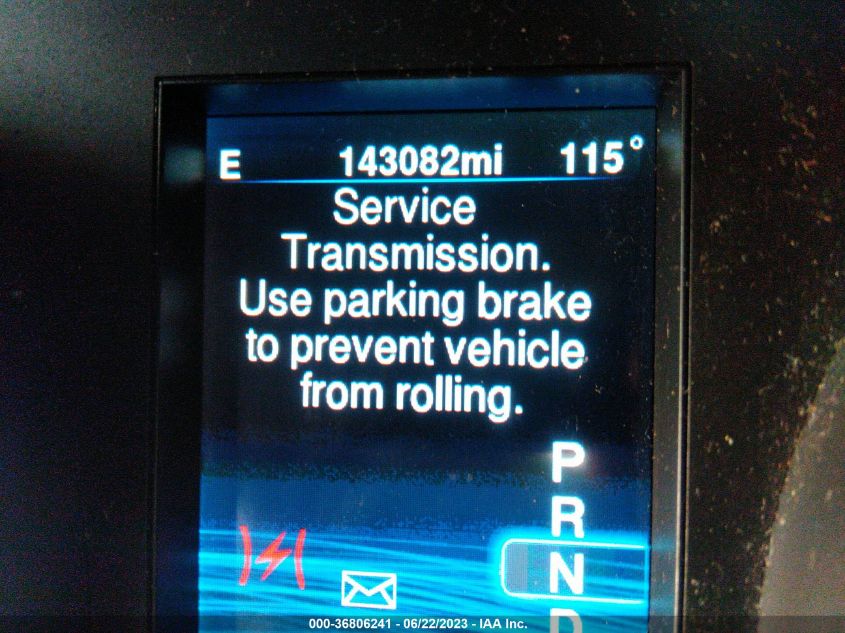 E 143082mi 115°
Service
Transmission.
Use parking brake
to prevent vehicle
from rolling.
P
R
N
D
000-36806241 - 06/22/2023 - IAA Inc.